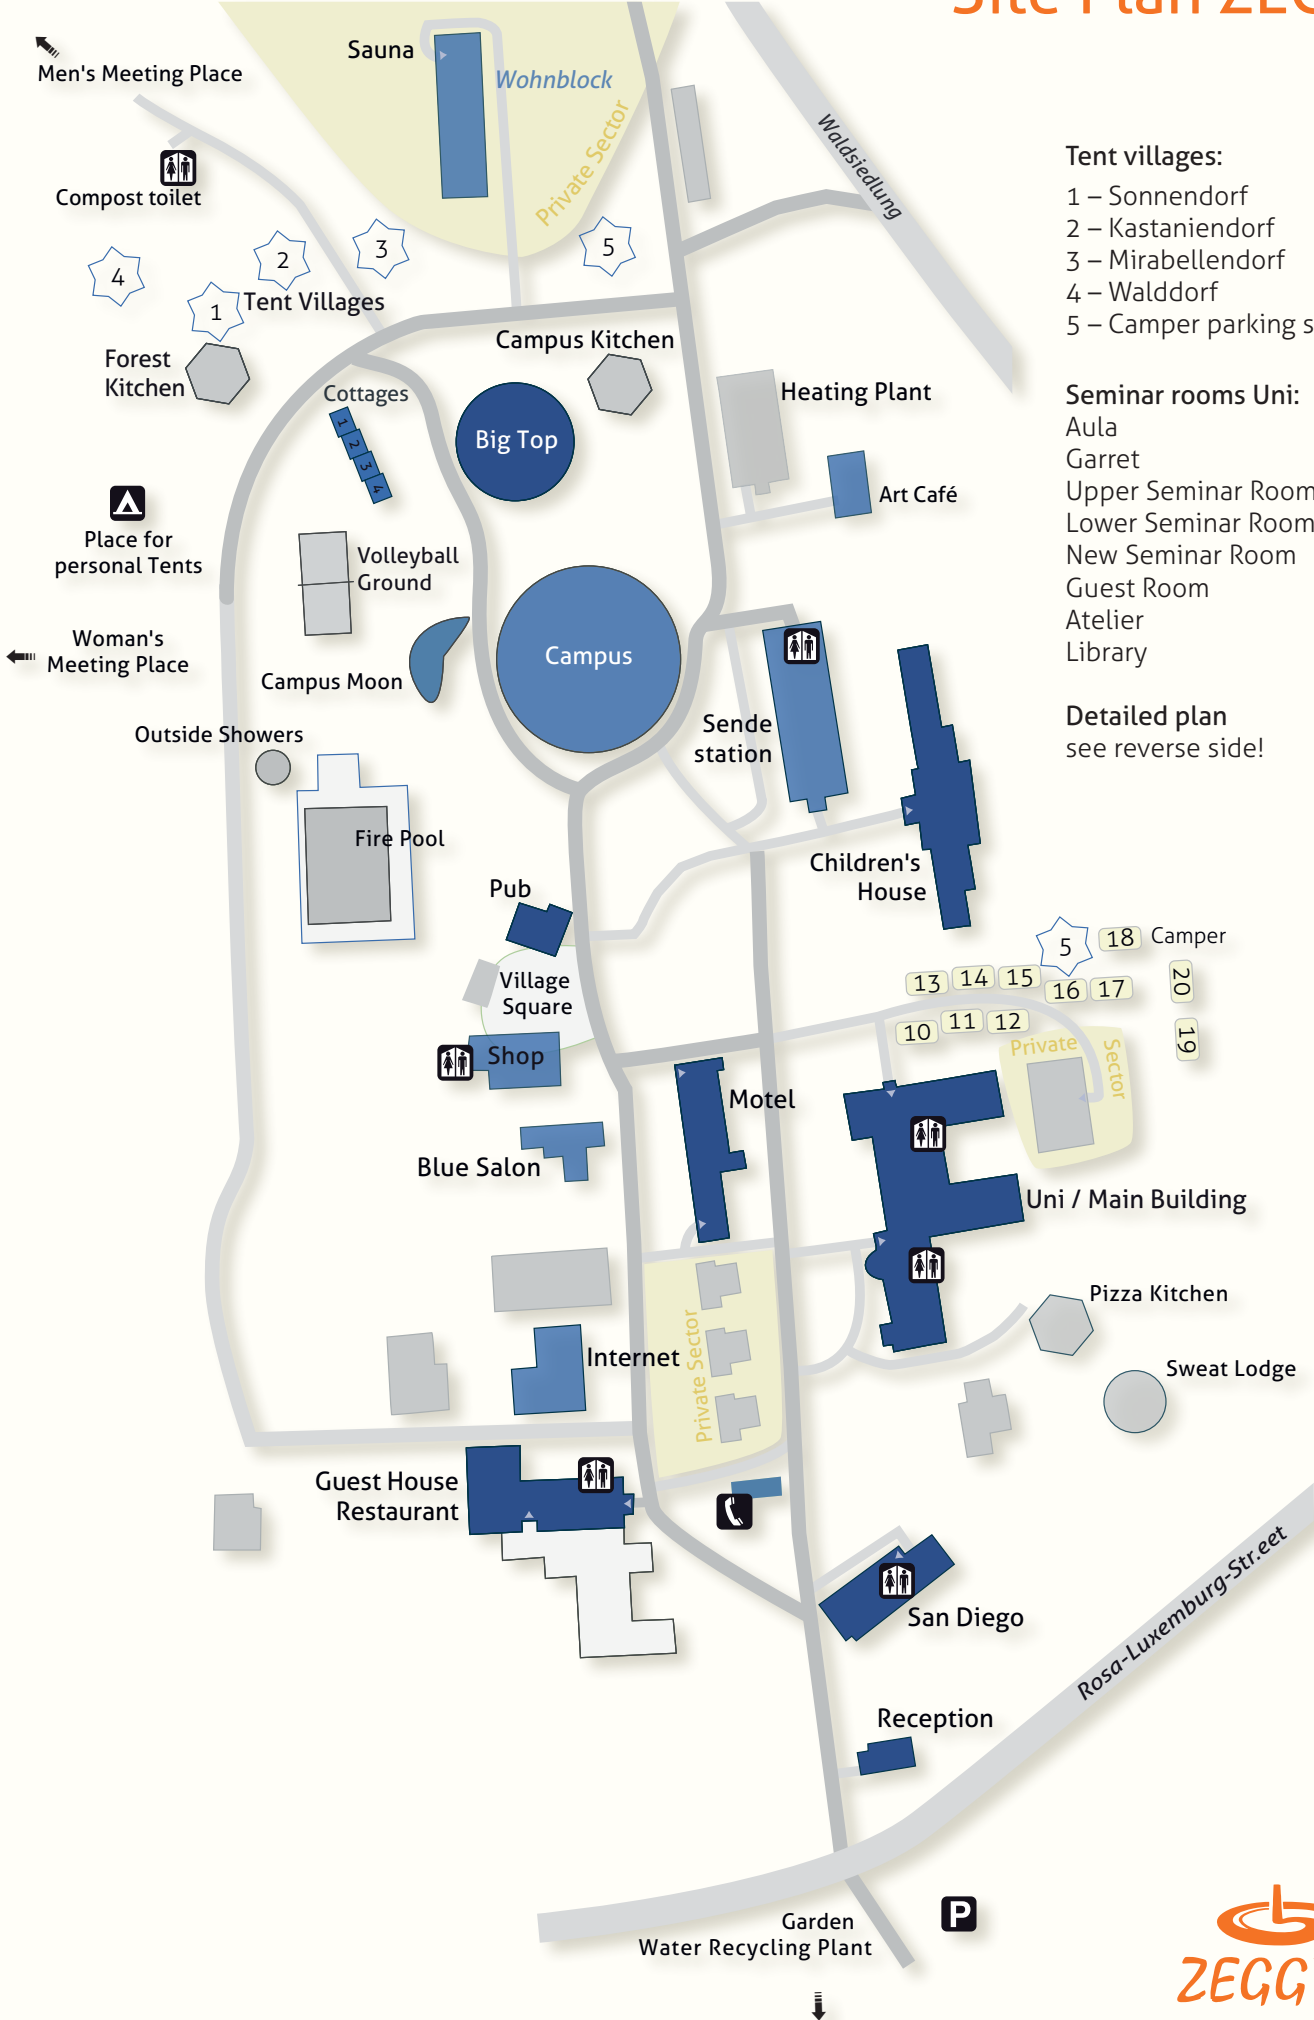 Site Plan ZEG
Sauna
Wohnblock
Private Sector
Men's Meeting Place
Compost toilet
Waldsiedlung
Tent villages:
1 – Sonnendorf
2 – Kastaniendorf
3 – Mirabellendorf
4 – Walddorf
5 – Camper parking s
4
2
3
5
1
Tent Villages
Forest
Kitchen
Campus Kitchen
Cottages
1
2
3
4
Big Top
Heating Plant
Art Café
Seminar rooms Uni:
Aula
Garret
Upper Seminar Room
Lower Seminar Room
New Seminar Room
Guest Room
Atelier
Library
Detailed plan
see reverse side!
Place for
personal Tents
Volleyball
Ground
Woman's
Meeting Place
Campus Moon
Campus
Outside Showers
Sende
station
Fire Pool
Children's
House
Pub
Village
Square
Shop
5
18
Camper
13
14
15
16
17
20
10
11
12
19
Private
Sector
Motel
Blue Salon
Uni / Main Building
Pizza Kitchen
Internet
Private Sector
Sweat Lodge
Guest House
Restaurant
San Diego
Rosa-Luxemburg-Str.eet
Reception
Garden
Water Recycling Plant
P
ZEGG